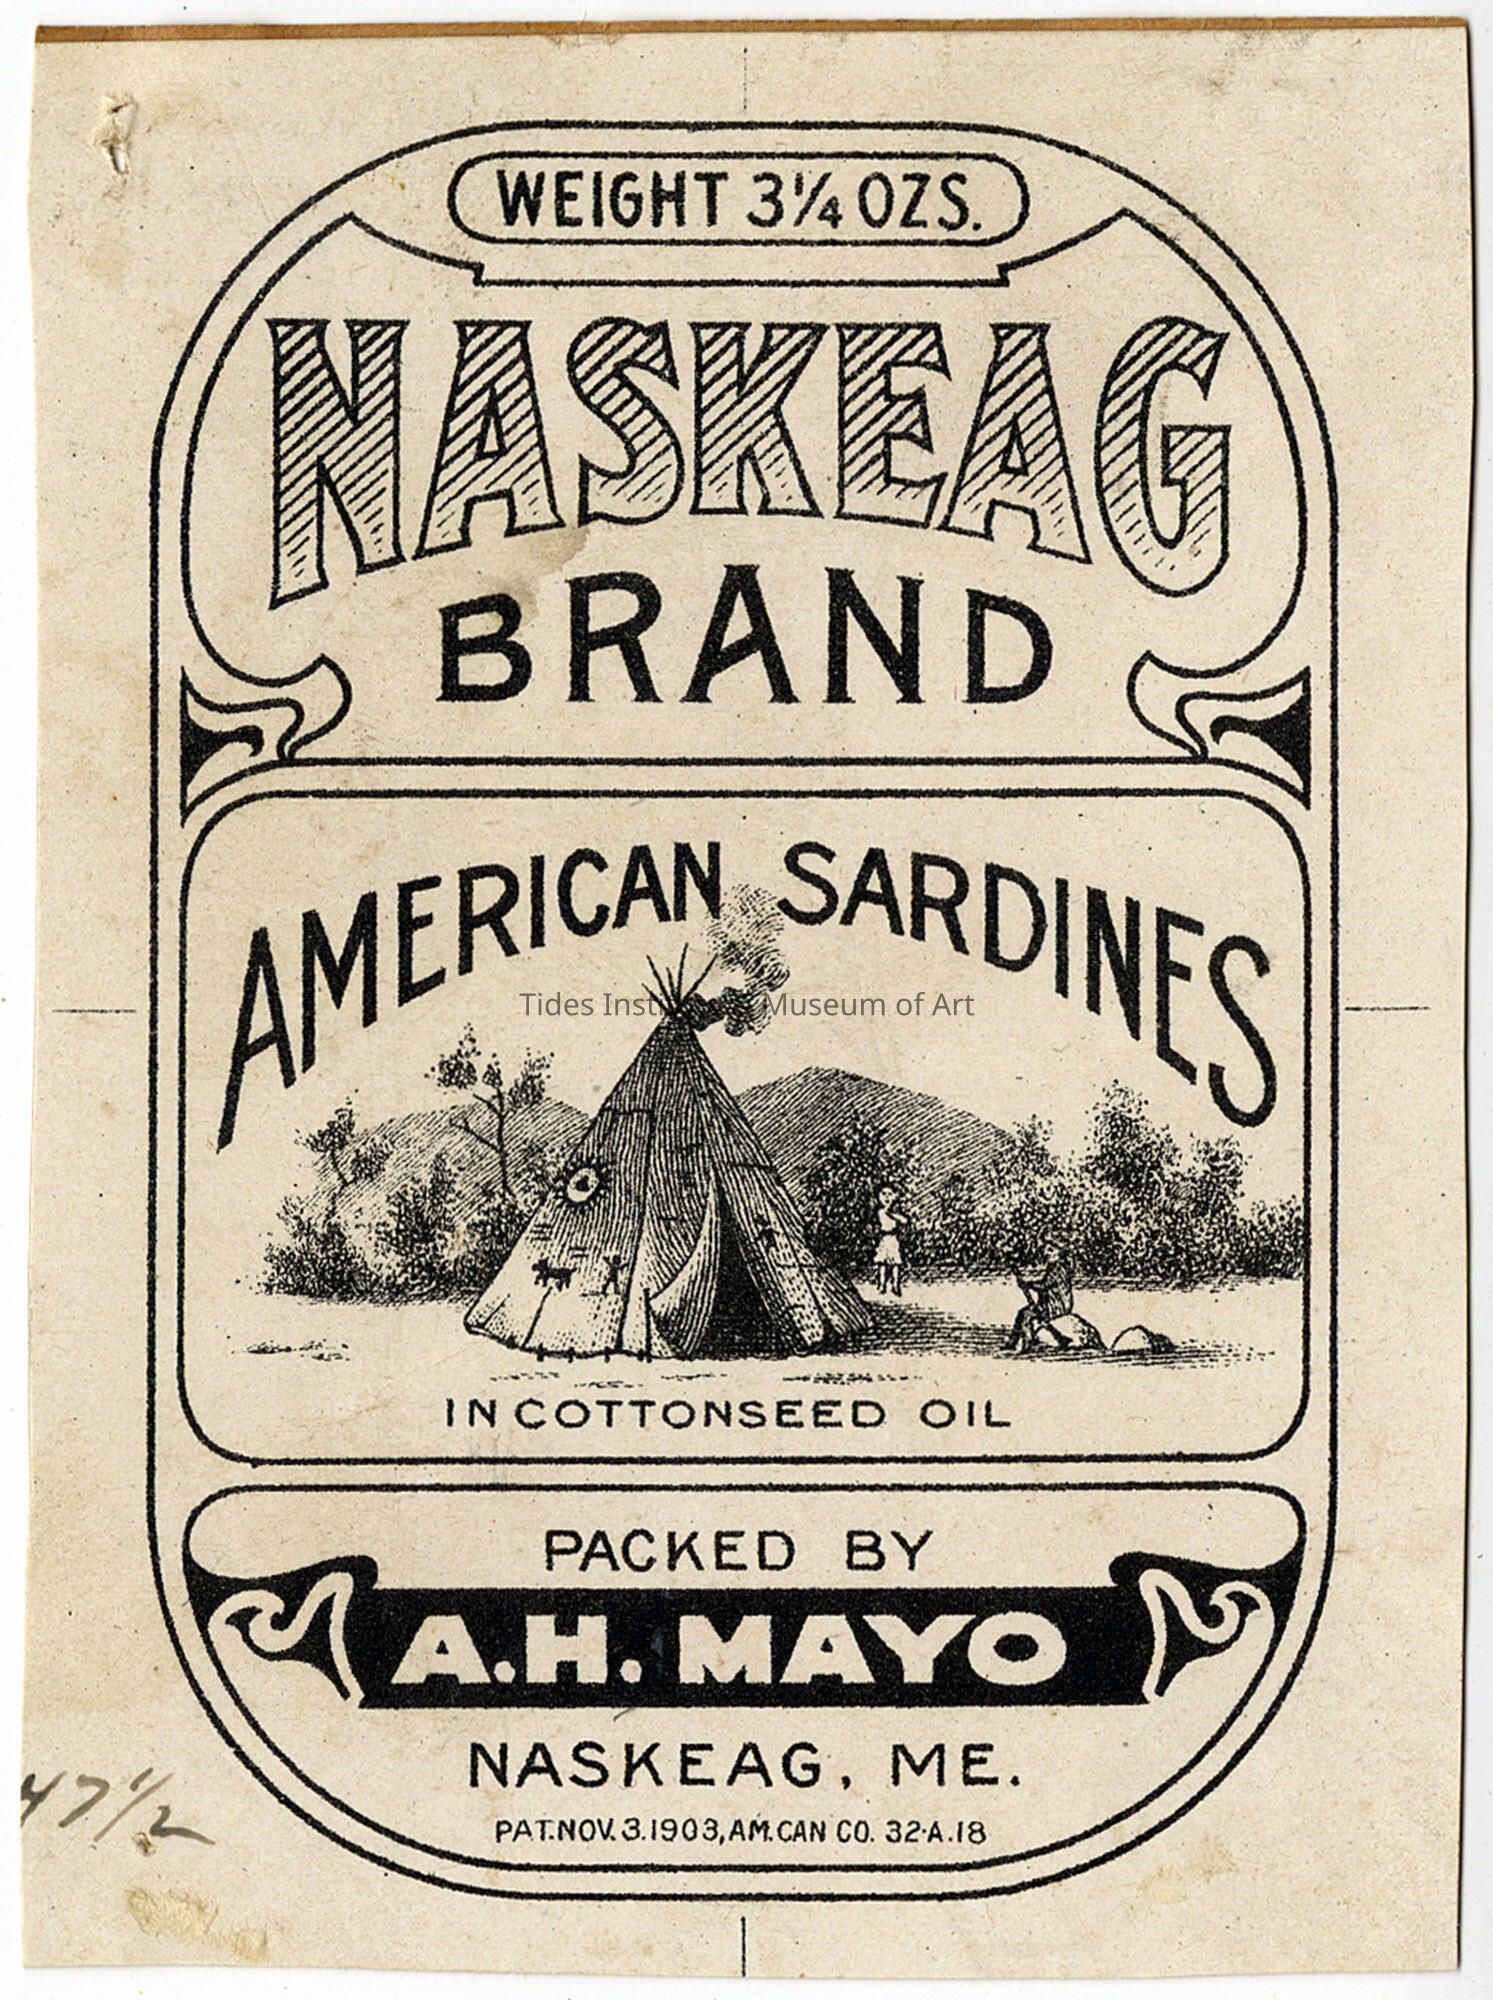 WEIGHT 3¼ OZS.
NASKEAG
BRAND
AMERICAN SARDINES
Tides Institute & Museum of Art
IN COTTONSEED OIL
PACKED BY
A.H. MAYO
NASKEAG, ME.
47½
PAT. NOV. 3. 1903, AM. CAN CO. 32-A. 18